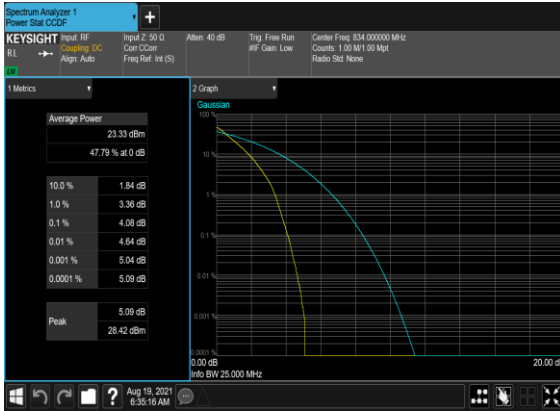 Spectrum Analyzer 1
Power Stat CCDF
+
KEYSIGHT Input: RF Input Z: 50 Ω Atten: 40 dB Trig: Free Run Center Freq: 834.000000 MHz
RL Coupling: DC Corr CCorr #IF Gain: Low Counts: 1.00 M/1.00 Mpt
Align: Auto Freq Ref: Int (S) Radio Std: None
1 Metrics
2 Graph
Average Power
23.33 dBm
47.79 % at 0 dB
10.0 % 1.84 dB
1.0 % 3.36 dB
0.1 % 4.08 dB
0.01 % 4.64 dB
0.001 % 5.04 dB
0.0001 % 5.09 dB
Peak
5.09 dB
28.42 dBm
Gaussian
100 %
10 %
1 %
0.1 %
0.01 %
0.001 %
0.0001 %
0.00 dB 20.00
Info BW 25.000 MHz
? Aug 19, 2021
6:35:16 AM